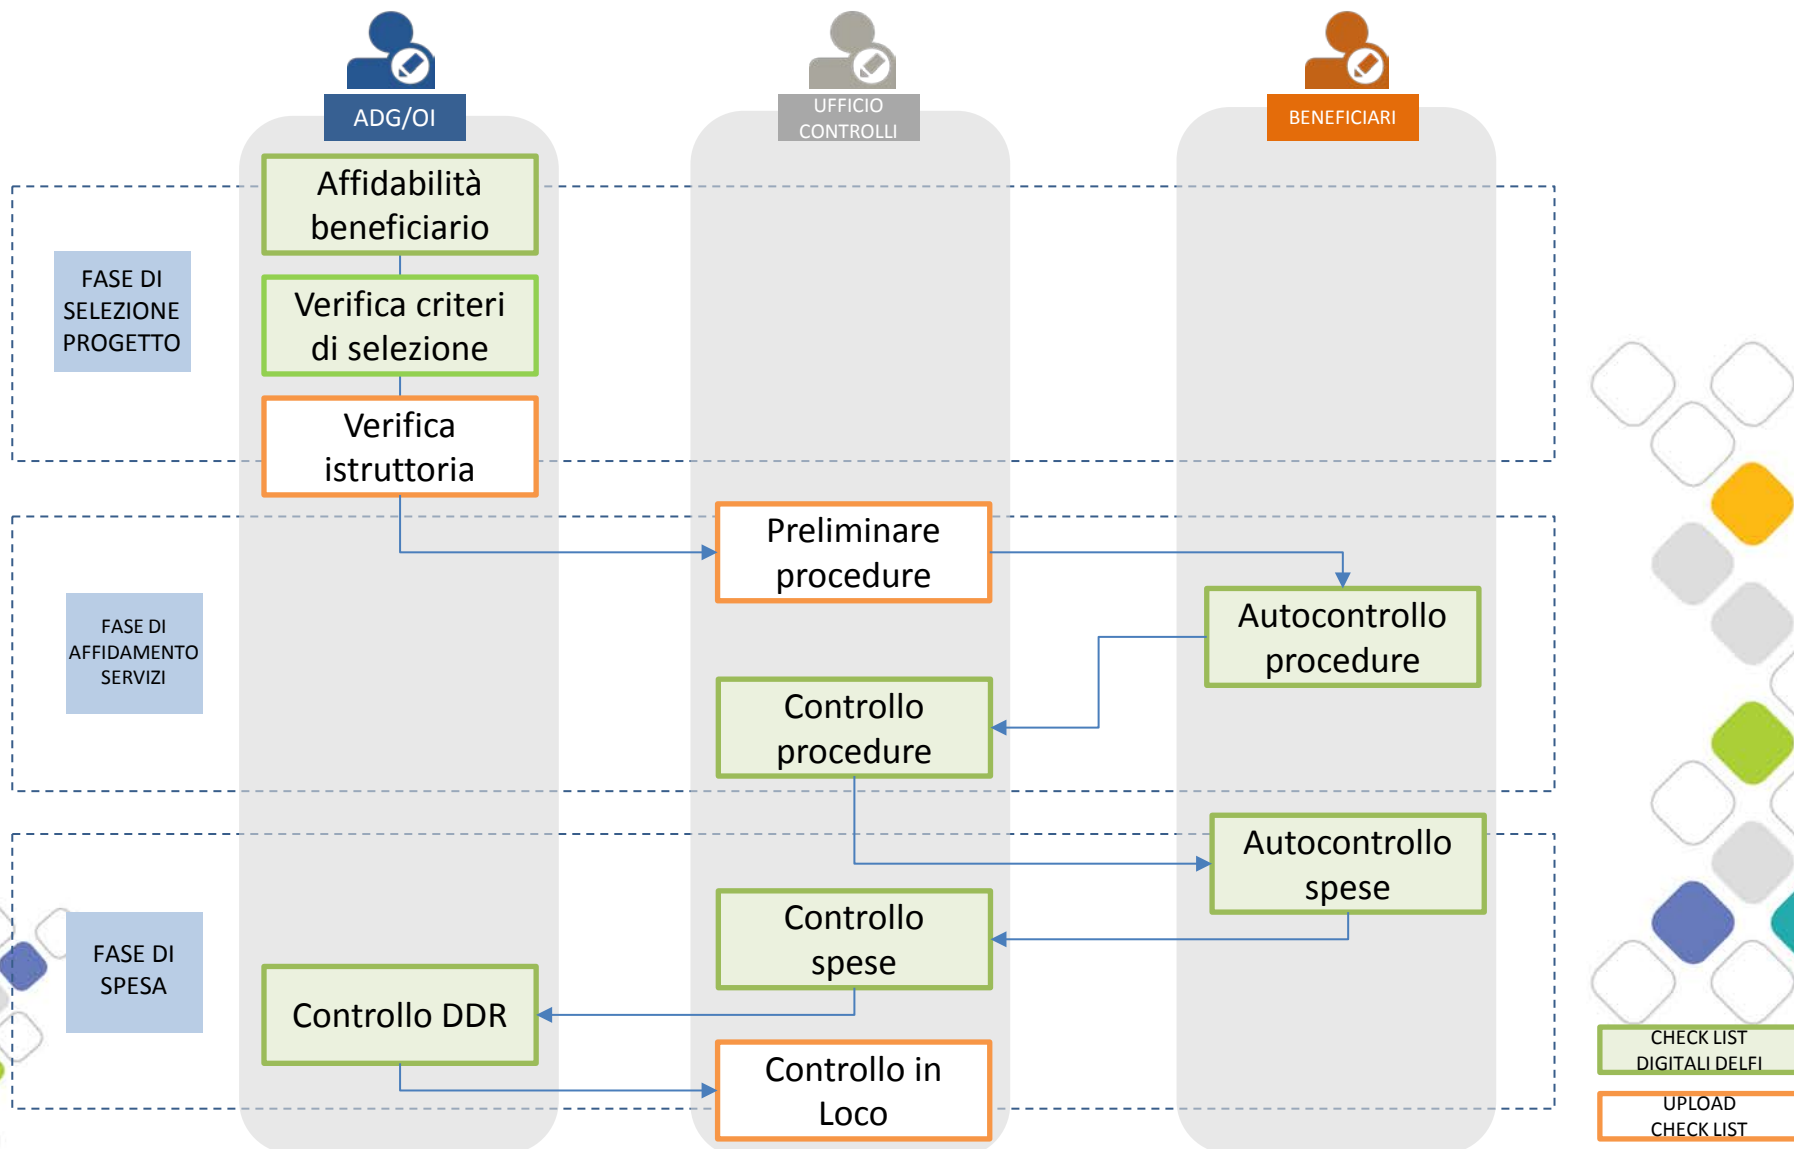 ADG/OI
UFFICIO
CONTROLLI
BENEFICIARI
FASE DI
SELEZIONE
PROGETTO
Affidabilità
beneficiario
Verifica criteri
di selezione
Verifica
istruttoria
FASE DI
AFFIDAMENTO
SERVIZI
Preliminare
procedure
Autocontrollo
procedure
Controllo
procedure
FASE DI
SPESA
Autocontrollo
spese
Controllo
spese
Controllo DDR
Controllo in
Loco
CHECK LIST
DIGITALI DELFI
UPLOAD
CHECK LIST